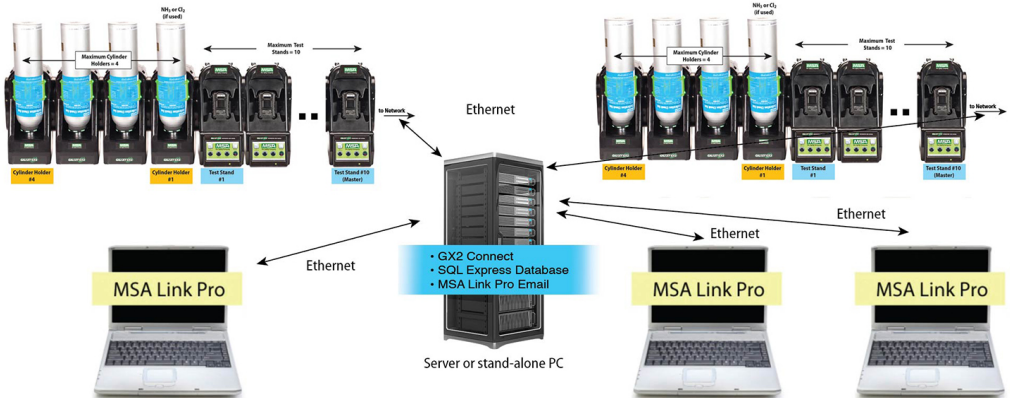 NH₃ or Cl₂
(if used)
Maximum Cylinder
Holders = 4
Maximum Test
Stands = 10
to Network
Cylinder Holder
#4
Cylinder Holder
#1
Test Stand
#1
Test Stand #10
(Master)
Ethernet
NH₃ or Cl₂
(if used)
Maximum Cylinder
Holders = 4
Maximum Test
Stands = 10
to Network
Cylinder Holder
#4
Cylinder Holder
#1
Test Stand
#1
Test Stand #10
(Master)
Ethernet
Ethernet
MSA Link Pro
• GX2 Connect
• SQL Express Database
• MSA Link Pro Email
Server or stand-alone PC
MSA Link Pro
MSA Link Pro